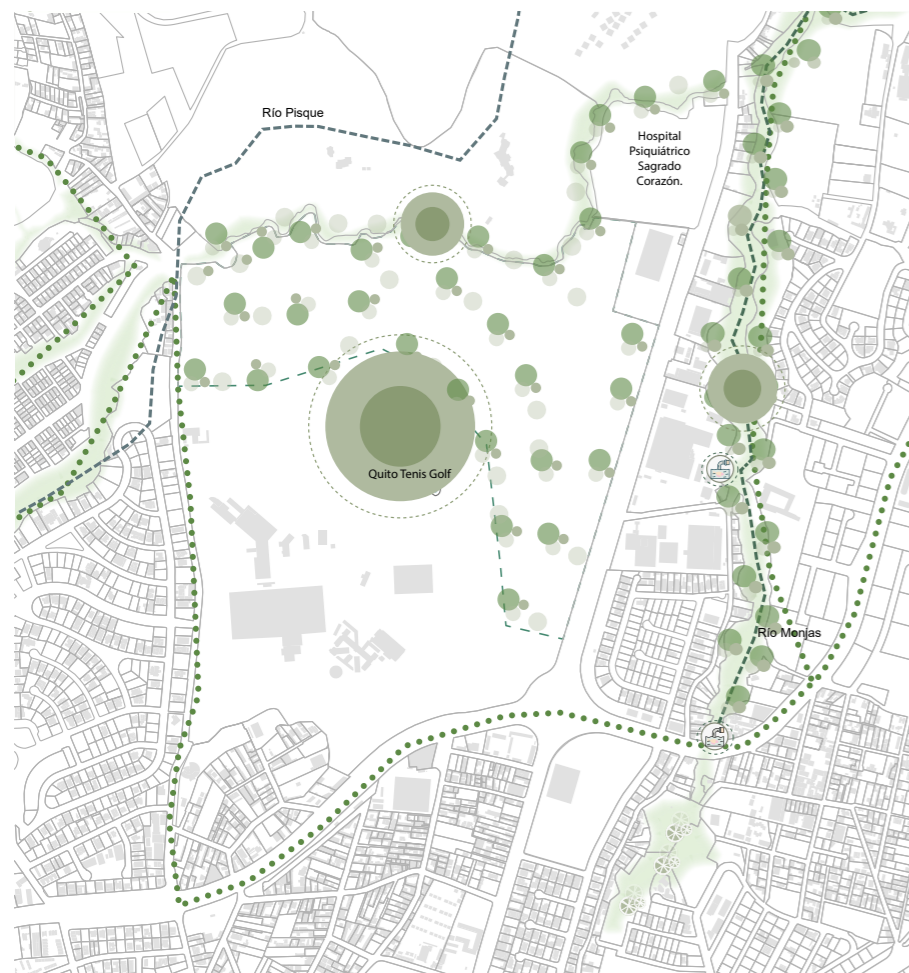 Río Pisque
Hospital
Psiquiátrico
Sagrado
Corazón.
Quito Tenis Golf
Río Monjas